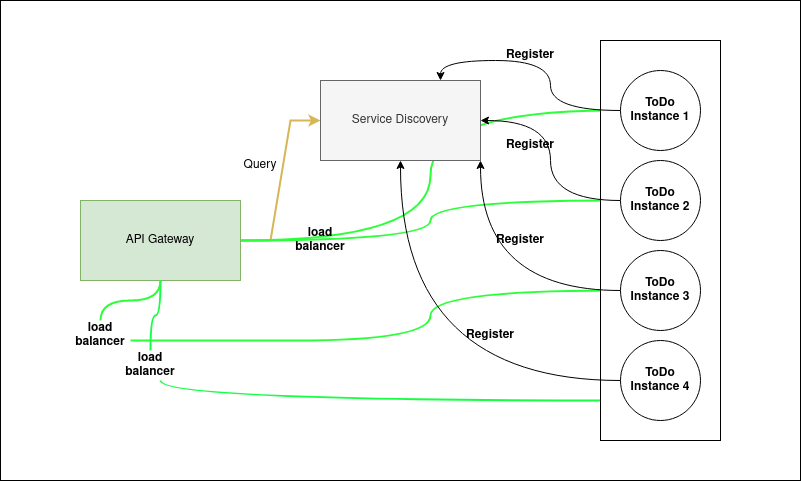 Register
ToDo
Instance 1
Service Discovery
Register
Query
ToDo
Instance 2
API Gateway
load
balancer
Register
ToDo
Instance 3
load
balancer
Register
load
balancer
ToDo
Instance 4